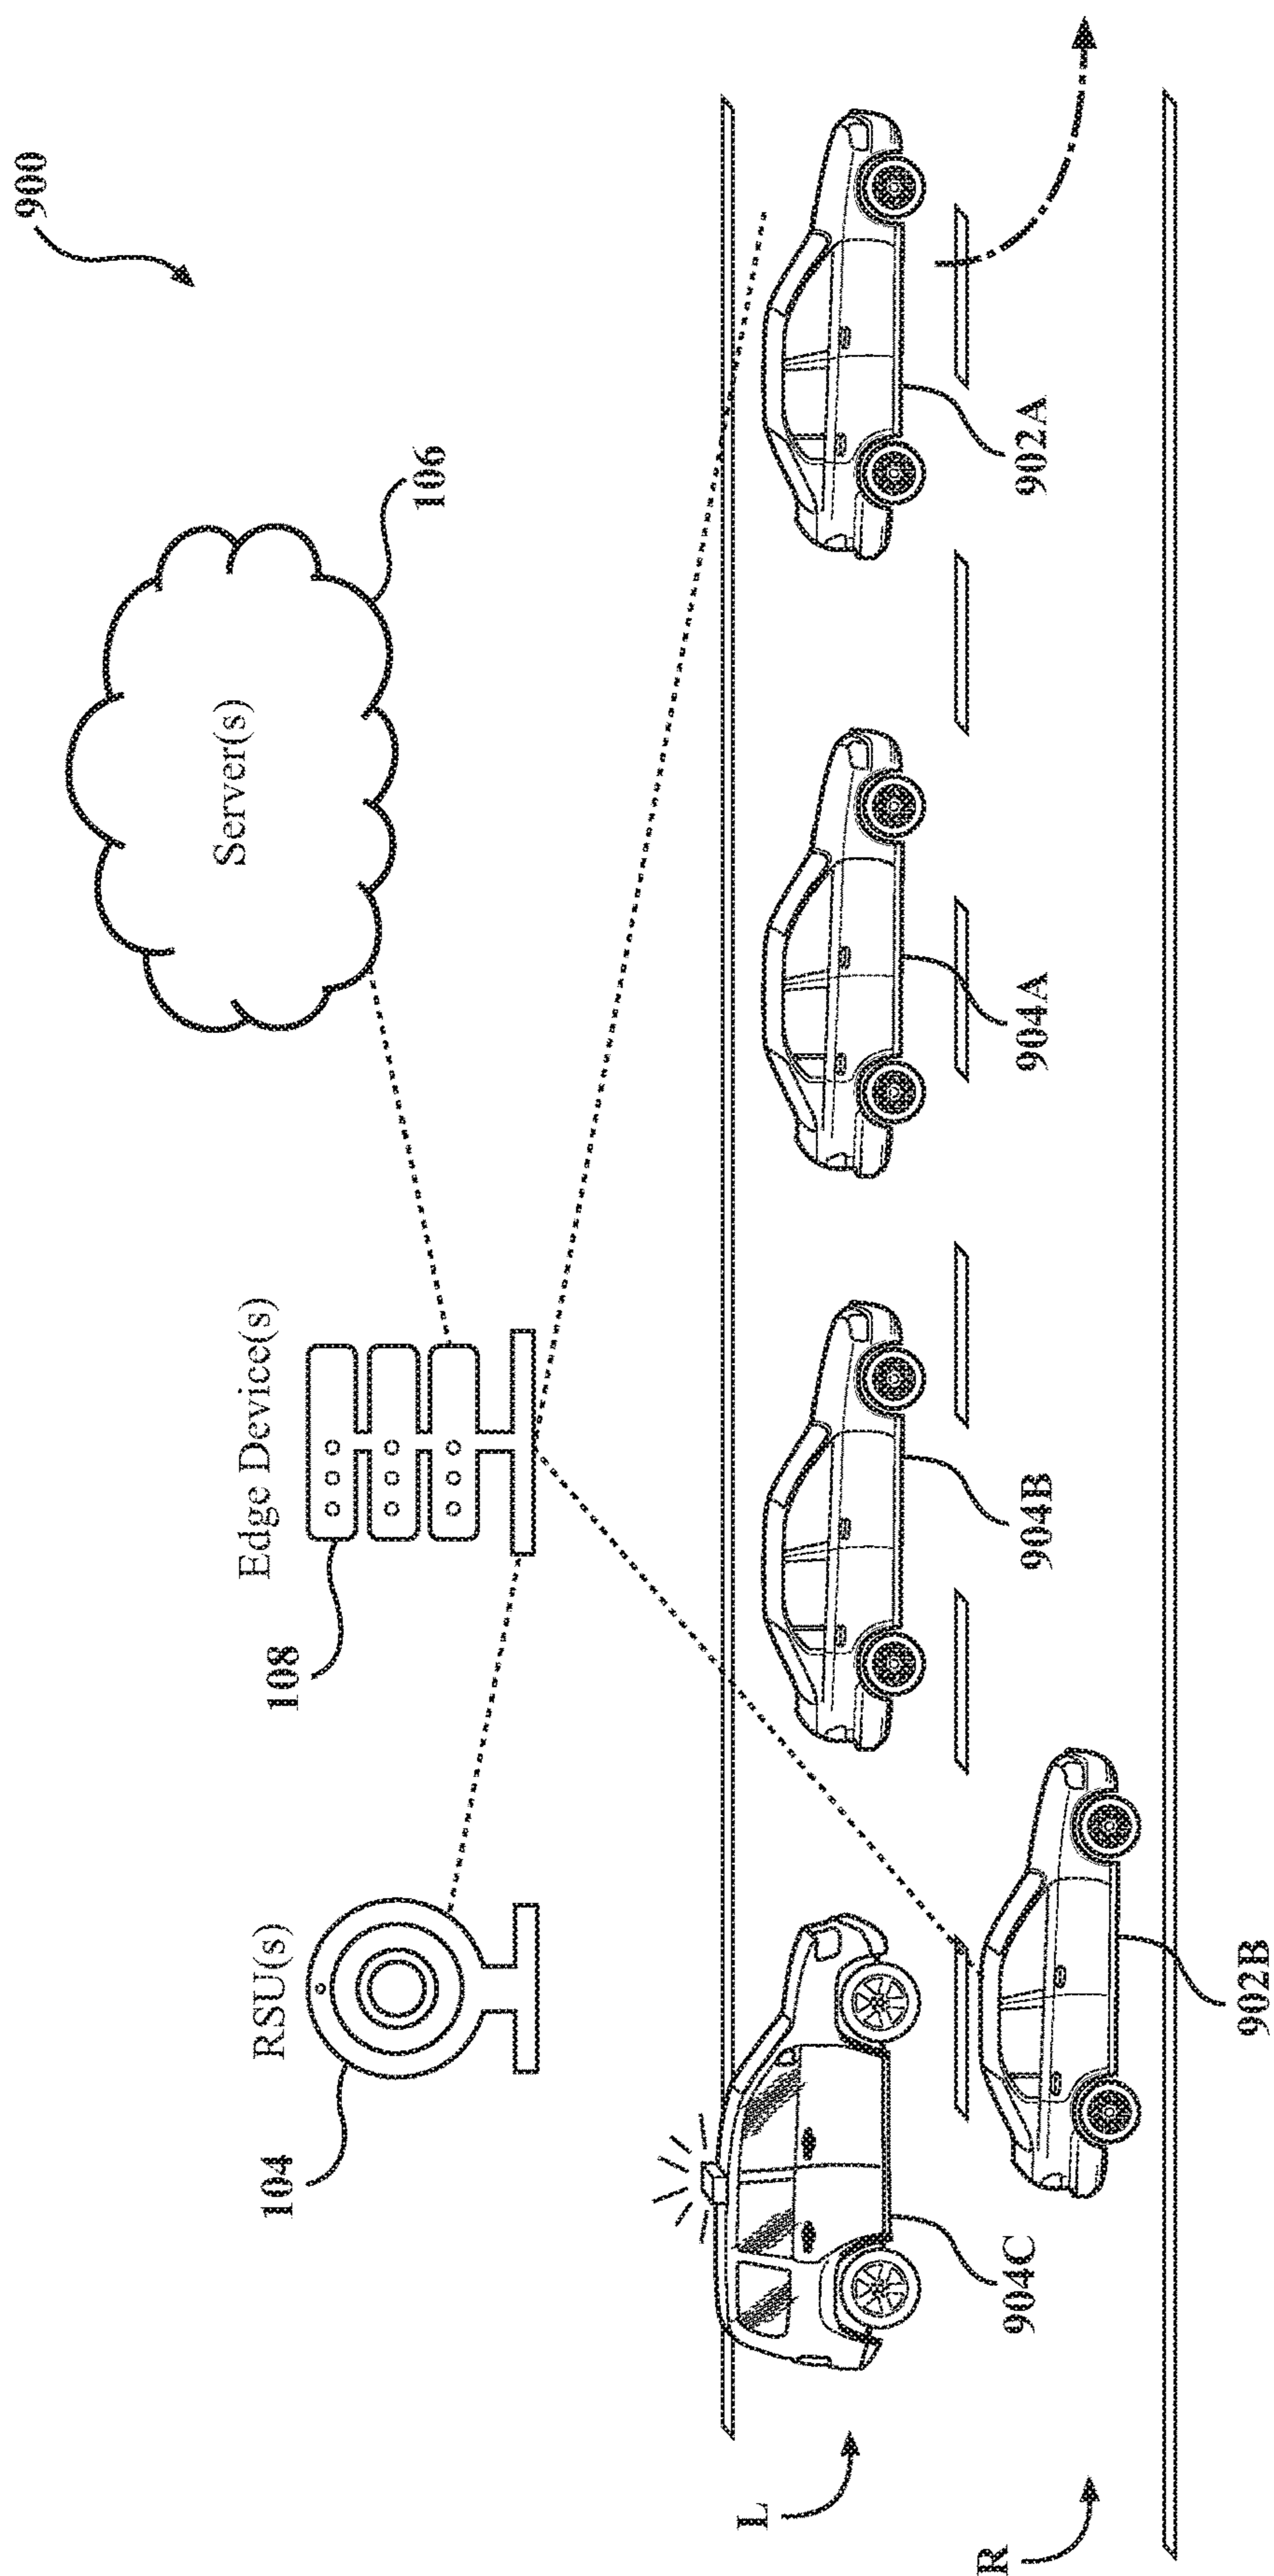 900
Server(s)
106
Edge Device(s)
108
RSU(s)
104
902A
904A
904B
904C
902B
L
R